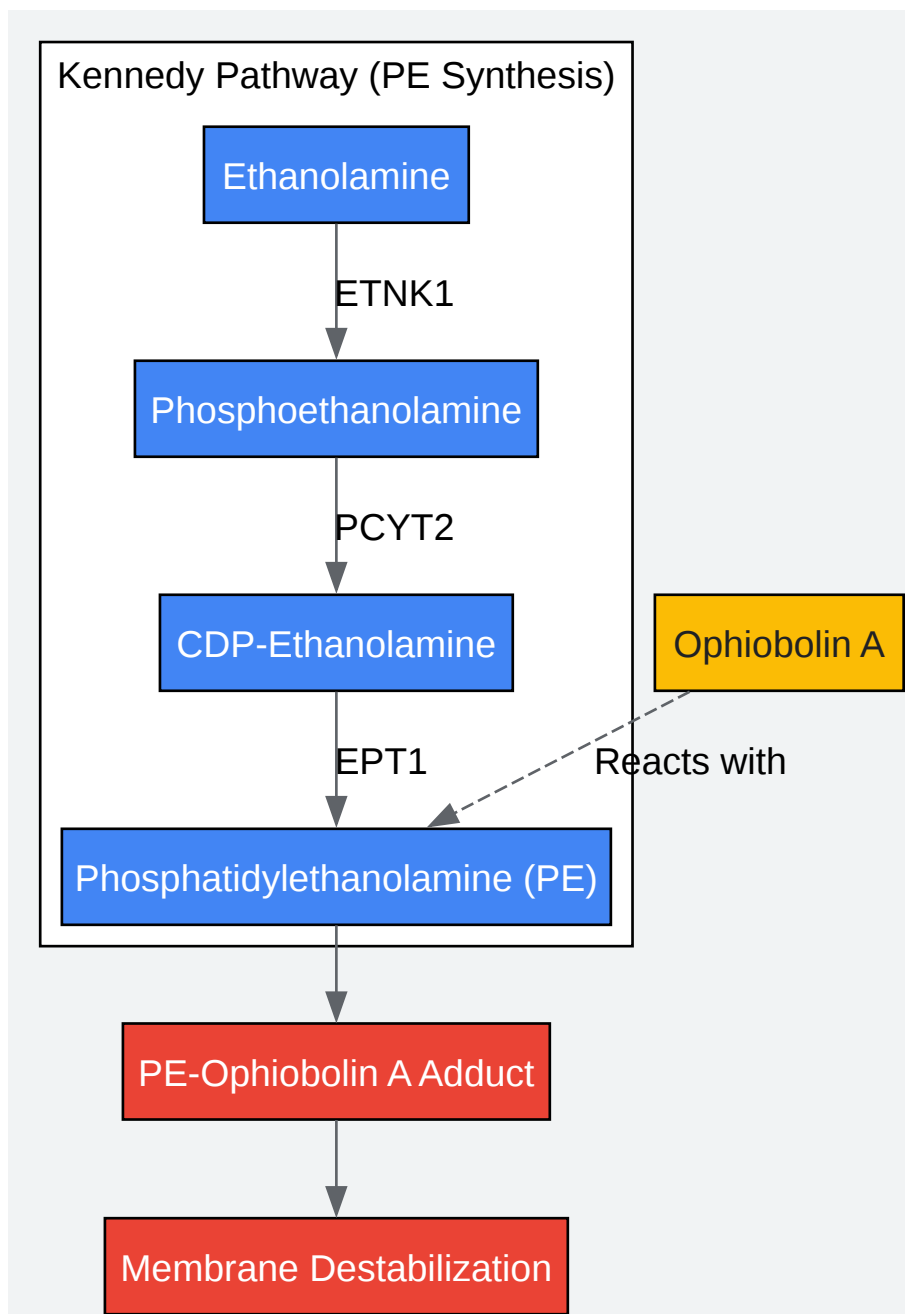 Kennedy Pathway (PE Synthesis)
Ethanolamine
ETNK1
Phosphoethanolamine
PCYT2
CDP-Ethanolamine
Ophiobolin A
EPT1
Reacts with
Phosphatidylethanolamine (PE)
PE-Ophiobolin A Adduct
Membrane Destabilization